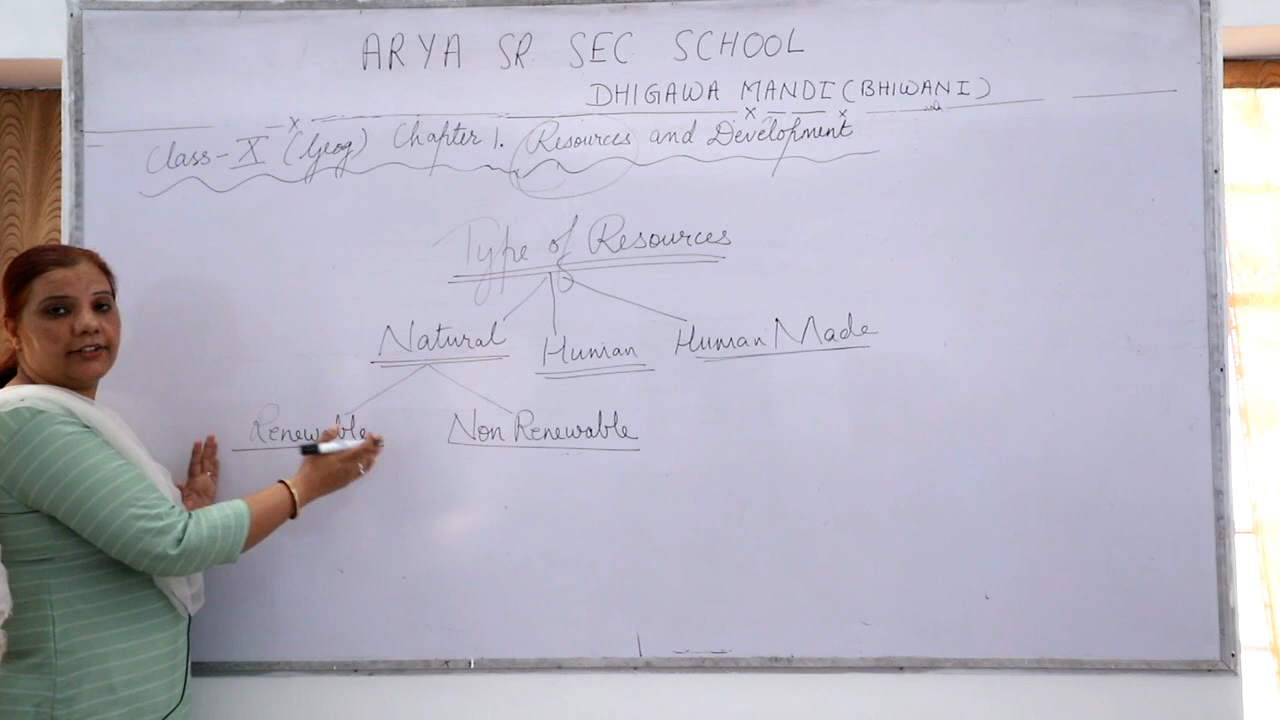 ARYA SR SEC SCHOOL
DHIGAWA MANDI (BHIWANI)
Class-X (Geog) Chapter 1. Resources and Development
Type of Resources
Natural Human Human Made
Renewable Non Renewable